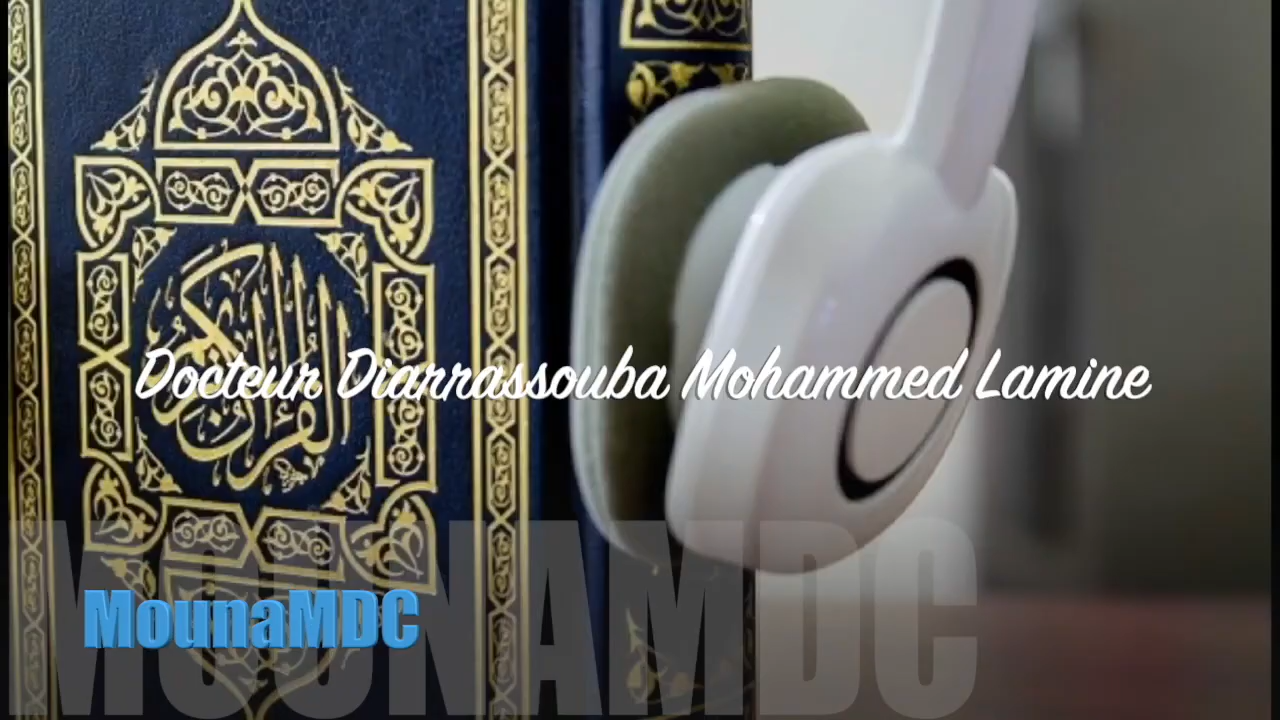 القرآن الكريم
Docteur Diarrassouba Mohammed Lamine
MounaMDC
MOUNAMDC